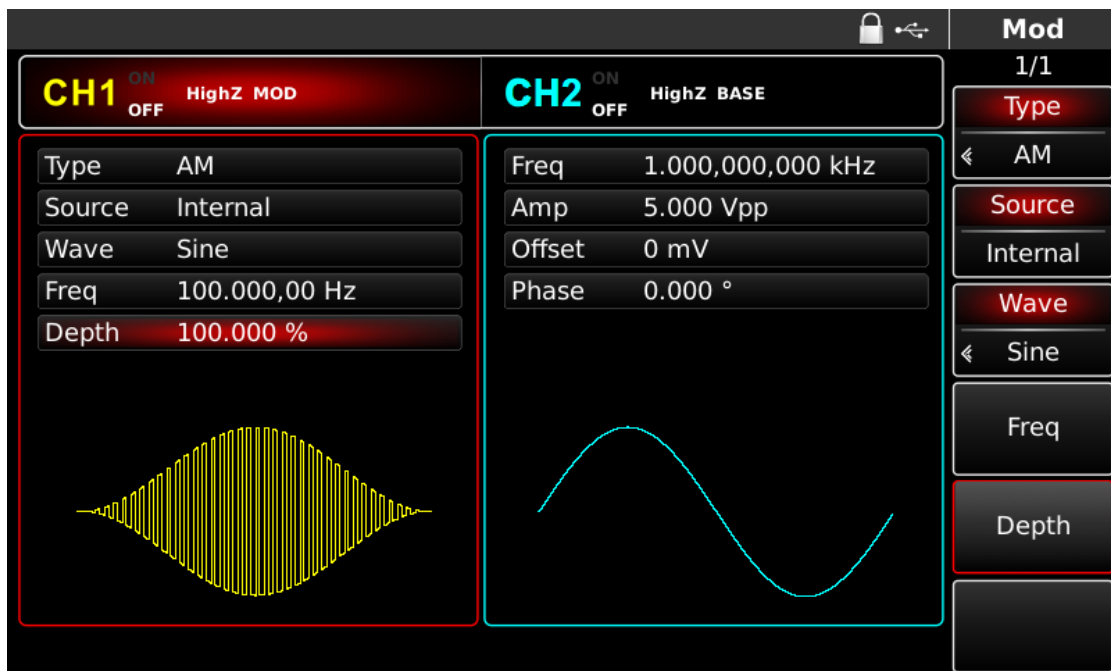 Mod
1/1
CH1 ON OFF HighZ MOD
CH2 ON OFF HighZ BASE
Type AM
Source Internal
Wave Sine
Freq 100.000,00 Hz
Depth 100.000 %
Freq 1.000,000,000 kHz
Amp 5.000 Vpp
Offset 0 mV
Phase 0.000 °
Type
AM
Source
Internal
Wave
Sine
Freq
Depth